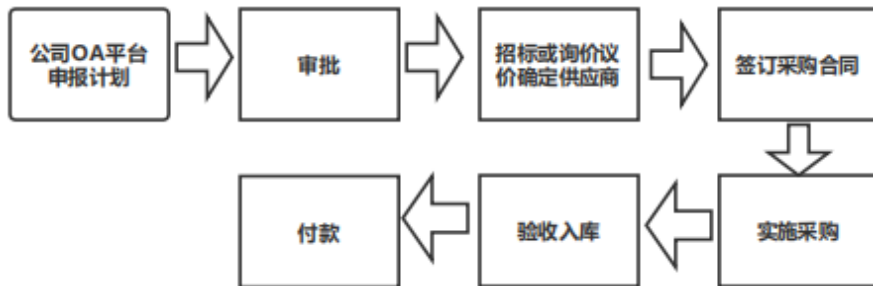 公司OA平台
申报计划
审批
招标或询价议
价确定供应商
签订采购合同
实施采购
验收入库
付款